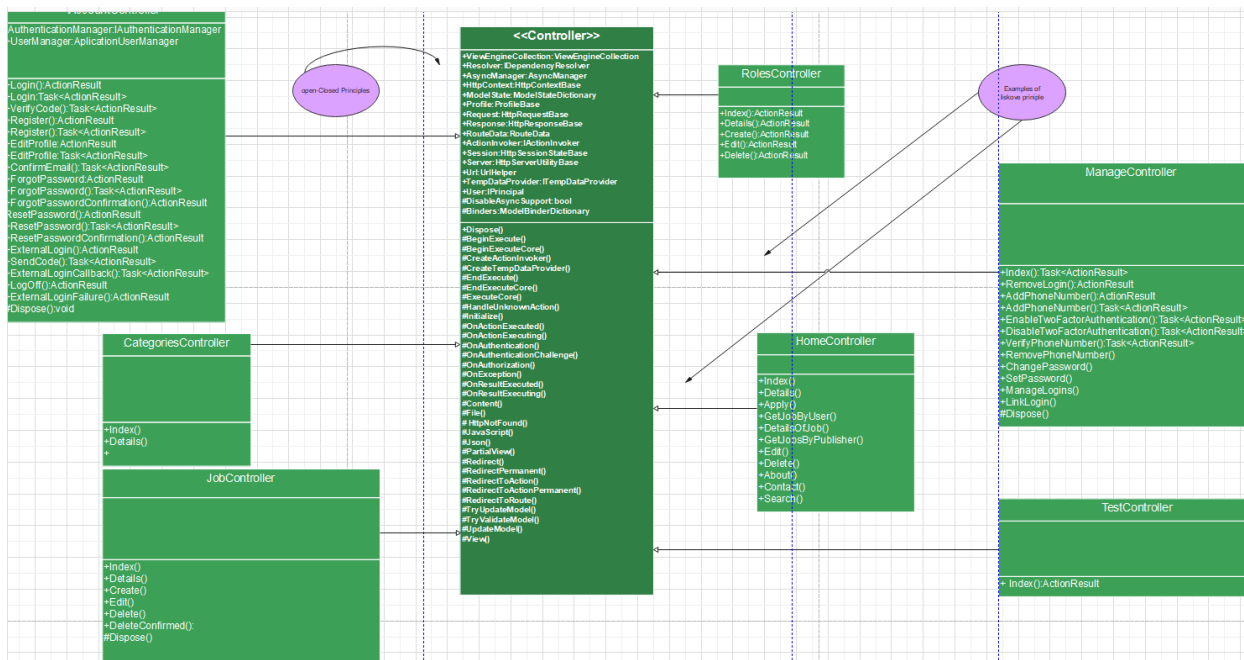 AccountController
AuthenticationManager:IAuthenticationManager
-UserManager:AplicationUserManager
-Login():ActionResult
-Login:Task<ActionResult>
-VerifyCode():Task<ActionResult>
-Register():ActionResult
-Register():Task<ActionResult>
-EditProfile:ActionResult
-EditProfile:Task<ActionResult>
-ConfirmEmail():Task<ActionResult>
-ForgotPassword:ActionResult
-ForgotPassword():Task<ActionResult>
-ForgotPasswordConfirmation():ActionResult
ResetPassword():ActionResult
-ResetPassword():Task<ActionResult>
-ResetPasswordConfirmation():ActionResult
-ExternalLogin():ActionResult
-SendCode():Task<ActionResult>
-ExternalLoginCallback():Task<ActionResult>
-LogOff():ActionResult
-ExternalLoginFailure():ActionResult
#Dispose():void
open-Closed Principles
CategoriesController
+Index()
+Details()
+
JobController
+Index()
+Details()
+Create()
+Edit()
+Delete()
+DeleteConfirmed():
#Dispose()
<<Controller>>
+ViewEngineCollection:ViewEngineCollection
+Resolver:IDependencyResolver
+AsyncManager:AsyncManager
+HttpContext:HttpContextBase
+ModelState:ModelStateDictionary
+Profile:ProfileBase
+Request:HttpRequestBase
+Response:HttpResponseBase
+RouteData:RouteData
+ActionInvoker:IActionInvoker
+Session:HttpSessionStateBase
+Server:HttpServerUtilityBase
+Url:UrlHelper
+TempDataProvider:ITempDataProvider
+User:IPrincipal
#DisableAsyncSupport:bool
#Binders:ModelBinderDictionary
+Dispose()
#BeginExecute()
#BeginExecuteCore()
#CreateActionInvoker()
#CreateTempDataProvider()
#EndExecute()
#EndExecuteCore()
#ExecuteCore()
#HandleUnknownAction()
#Initialize()
#OnActionExecuted()
#OnActionExecuting()
#OnAuthentication()
#OnAuthenticationChallenge()
#OnAuthorization()
#OnException()
#OnResultExecuted()
#OnResultExecuting()
#Content()
#File()
# HttpNotFound()
#JavaScript()
#Json()
#PartialView()
#Redirect()
#RedirectPermanent()
#RedirectToAction()
#RedirectToActionPermanent()
#RedirectToRoute()
#TryUpdateModel()
#TryValidateModel()
#UpdateModel()
#View()
RolesController
+Index():ActionResult
+Details():ActionResult
+Create():ActionResult
+Edit():ActionResult
+Delete():ActionResult
Examples of
liskove priniple
ManageController
+Index():Task<ActionResult>
+RemoveLogin():ActionResult
+AddPhoneNumber():ActionResult
+AddPhoneNumber():Task<ActionResult>
+EnableTwoFactorAuthentication():Task<ActionResult>
+DisableTwoFactorAuthentication():Task<ActionResult>
+VerifyPhoneNumber():Task<ActionResult>
+RemovePhoneNumber()
+ChangePassword()
+SetPassword()
+ManageLogins()
+LinkLogin()
#Dispose()
HomeController
+Index()
+Details()
+Apply()
+GetJobByUser()
+DetailsOfJob()
+GetJobsByPublisher()
+Edit()
+Delete()
+About()
+Contact()
+Search()
TestController
+ Index():ActionResult